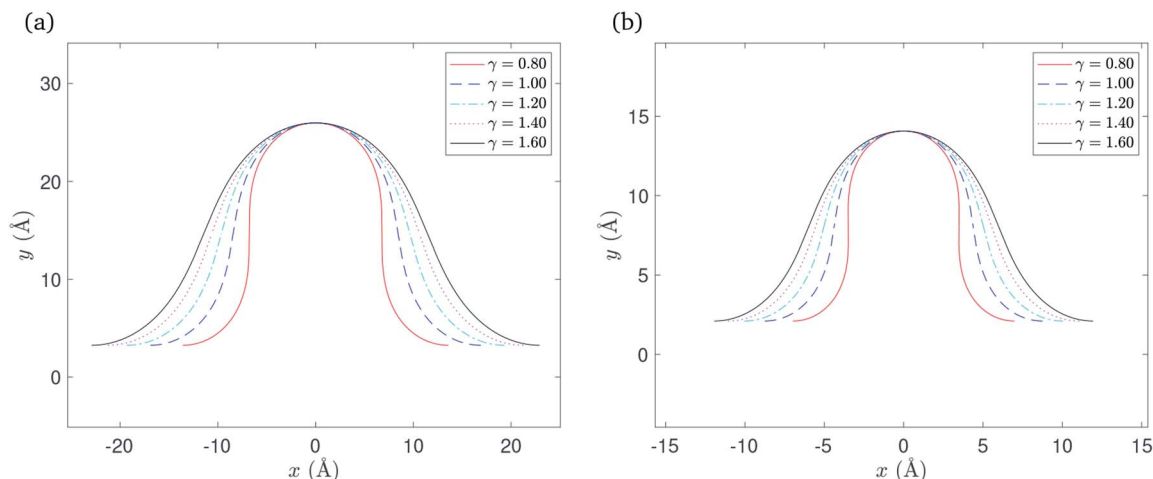 (a)
γ = 0.80
γ = 1.00
γ = 1.20
γ = 1.40
γ = 1.60
30
20
10
0
y (Å)
-20 -10 0 10 20
x (Å)
(b)
γ = 0.80
γ = 1.00
γ = 1.20
γ = 1.40
γ = 1.60
15
10
5
0
y (Å)
-15 -10 -5 0 5 10 15
x (Å)